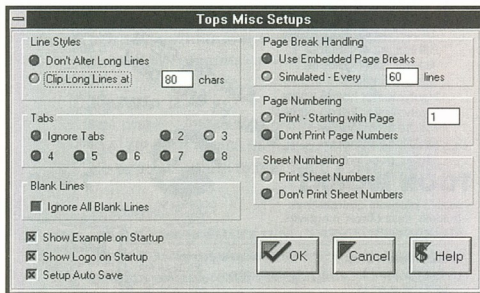 Tops Misc Setups
Line Styles
Don't Alter Long Lines
Clip Long Lines at 80 chars
Tabs
Ignore Tabs 2 3
4 5 6 7 8
Blank Lines
Ignore All Blank Lines
Show Example on Startup
Show Logo on Startup
Setup Auto Save
Page Break Handling
Use Embedded Page Breaks
Simulated - Every 60 lines
Page Numbering
Print - Starting with Page 1
Dont Print Page Numbers
Sheet Numbering
Print Sheet Numbers
Don't Print Sheet Numbers
OK Cancel Help